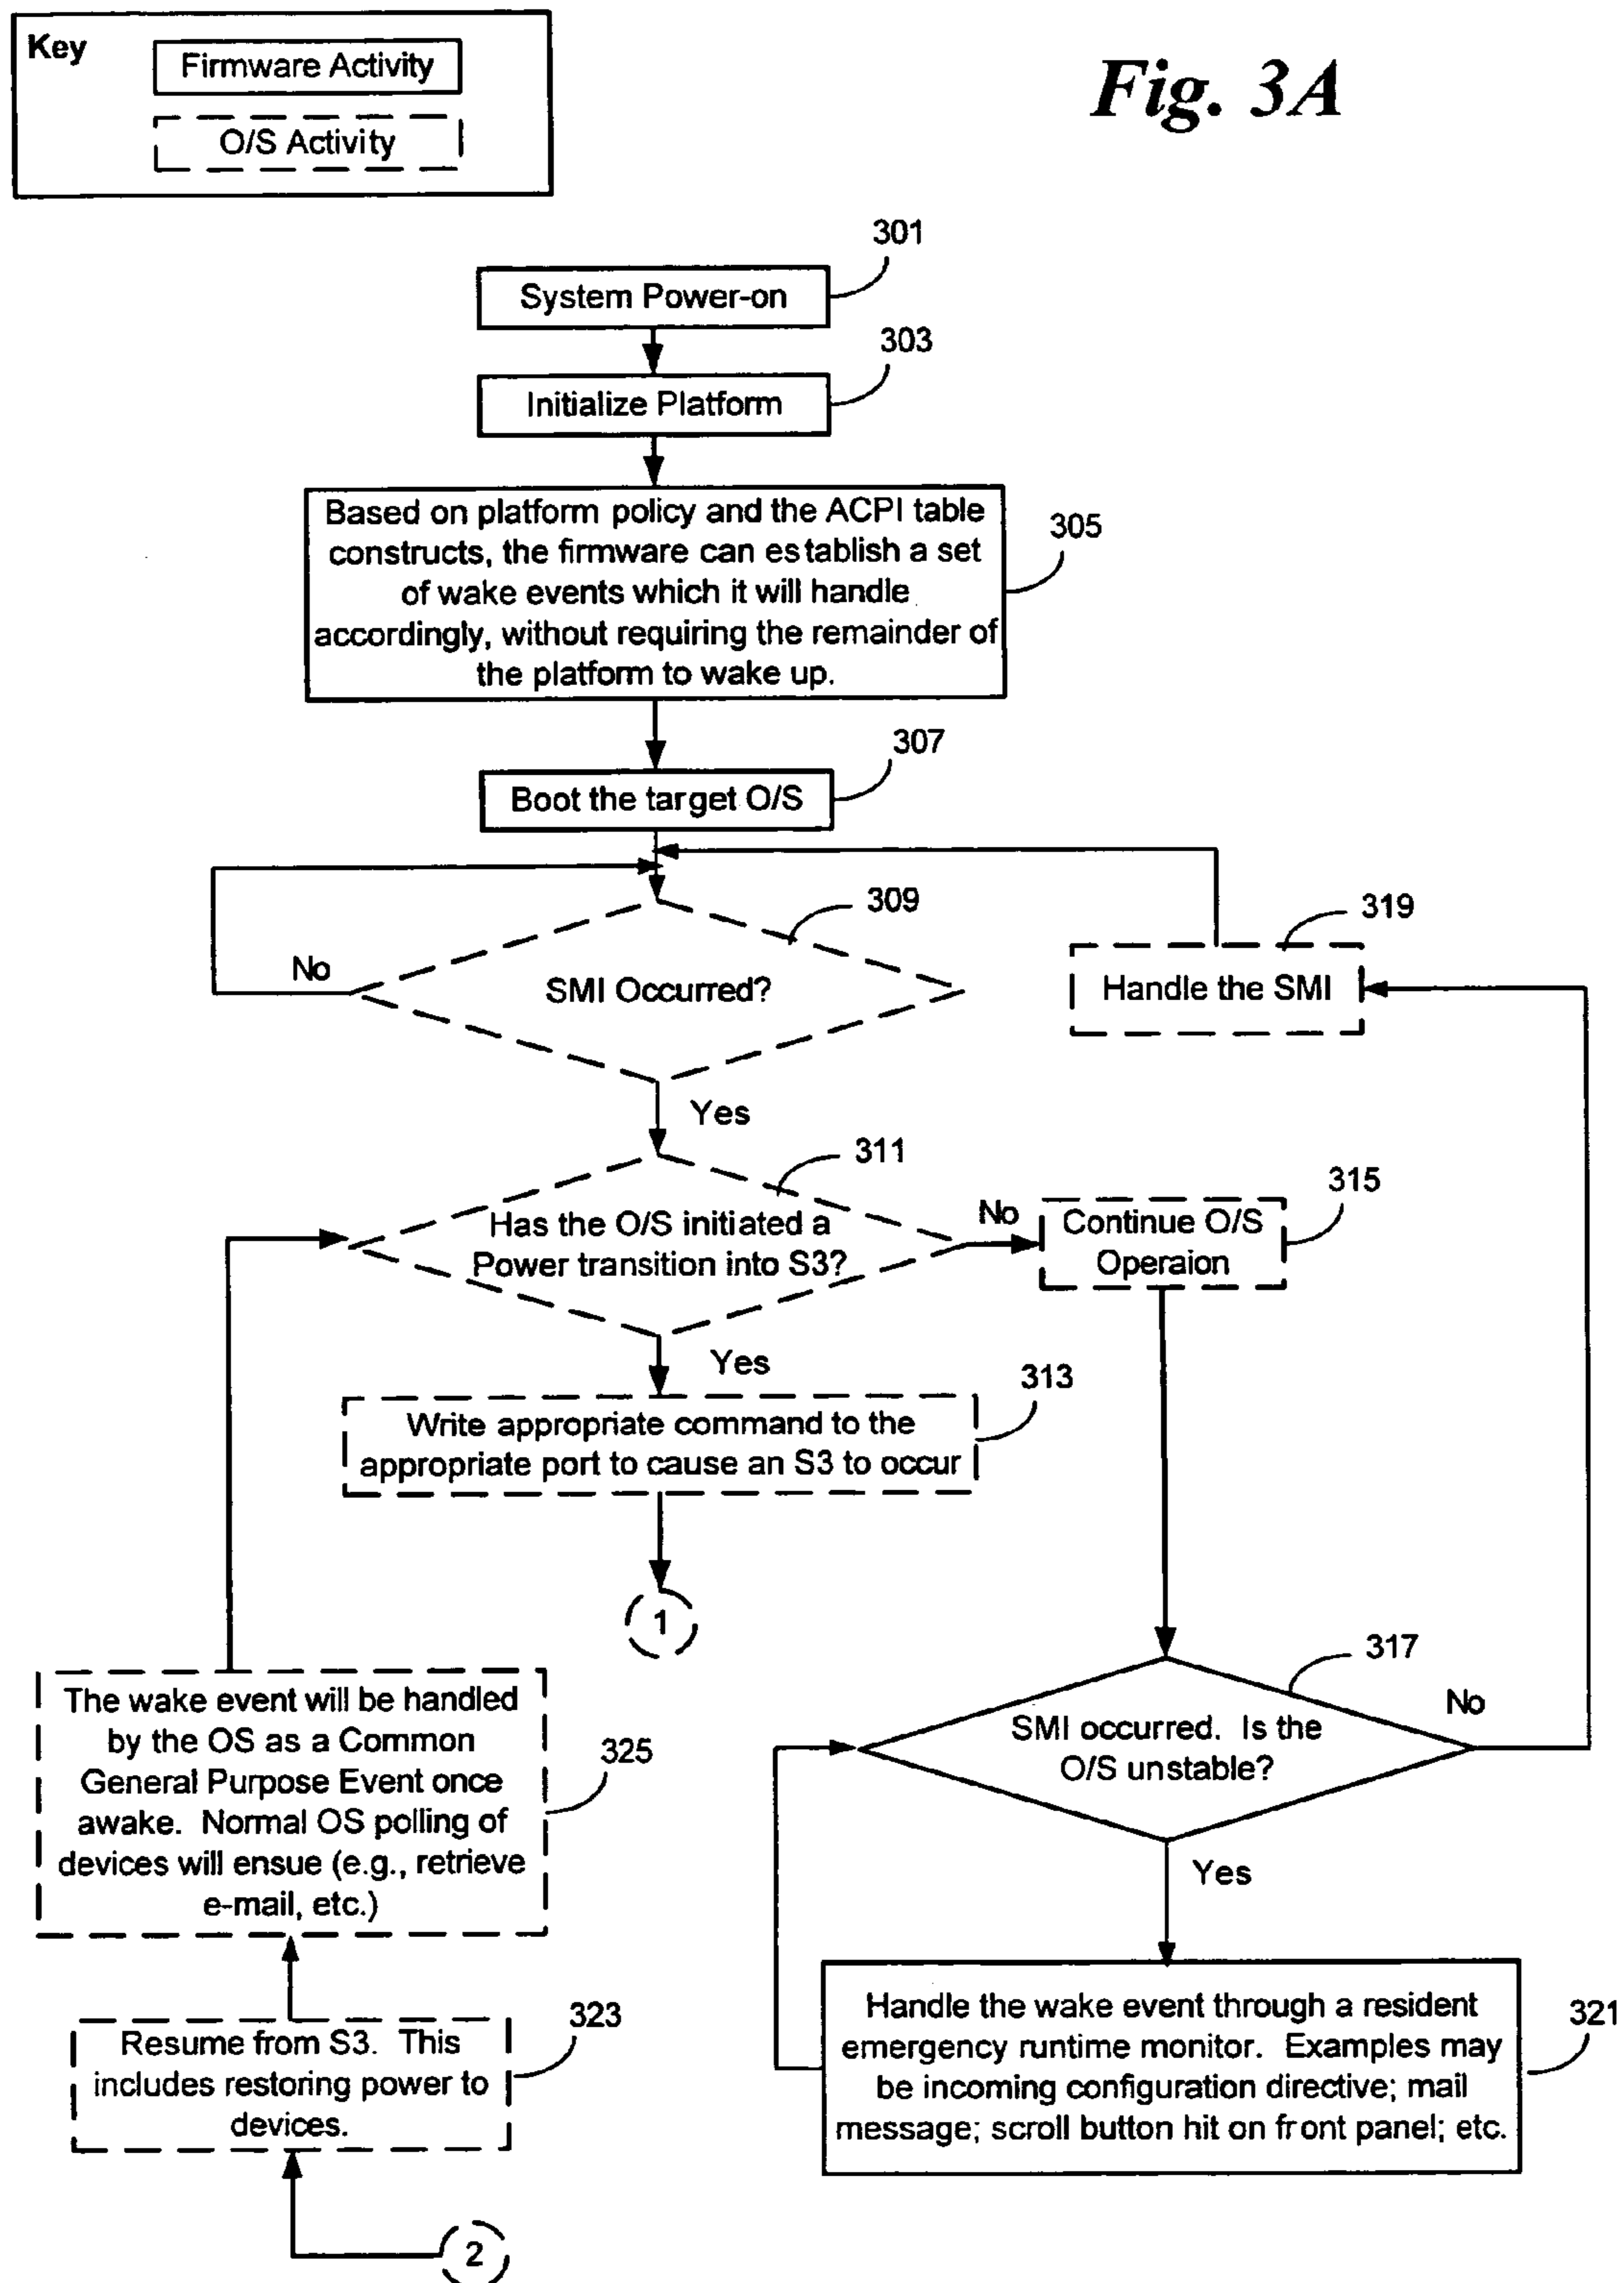 Key
Firmware Activity
O/S Activity
Fig. 3A
301
System Power-on
303
Initialize Platform
Based on platform policy and the ACPI table
constructs, the firmware can establish a set
of wake events which it will handle
accordingly, without requiring the remainder of
the platform to wake up.
305
307
Boot the target O/S
309
SMI Occurred?
No
Yes
319
Handle the SMI
311
Has the O/S initiated a
Power transition into S3?
No
Yes
315
Continue O/S
Operaion
313
Write appropriate command to the
appropriate port to cause an S3 to occur
1
317
SMI occurred. Is the
O/S unstable?
No
Yes
The wake event will be handled
by the OS as a Common
General Purpose Event once
awake. Normal OS polling of
devices will ensue (e.g., retrieve
e-mail, etc.)
325
Handle the wake event through a resident
emergency runtime monitor. Examples may
be incoming configuration directive; mail
message; scroll button hit on front panel; etc.
321
323
Resume from S3. This
includes restoring power to
devices.
2